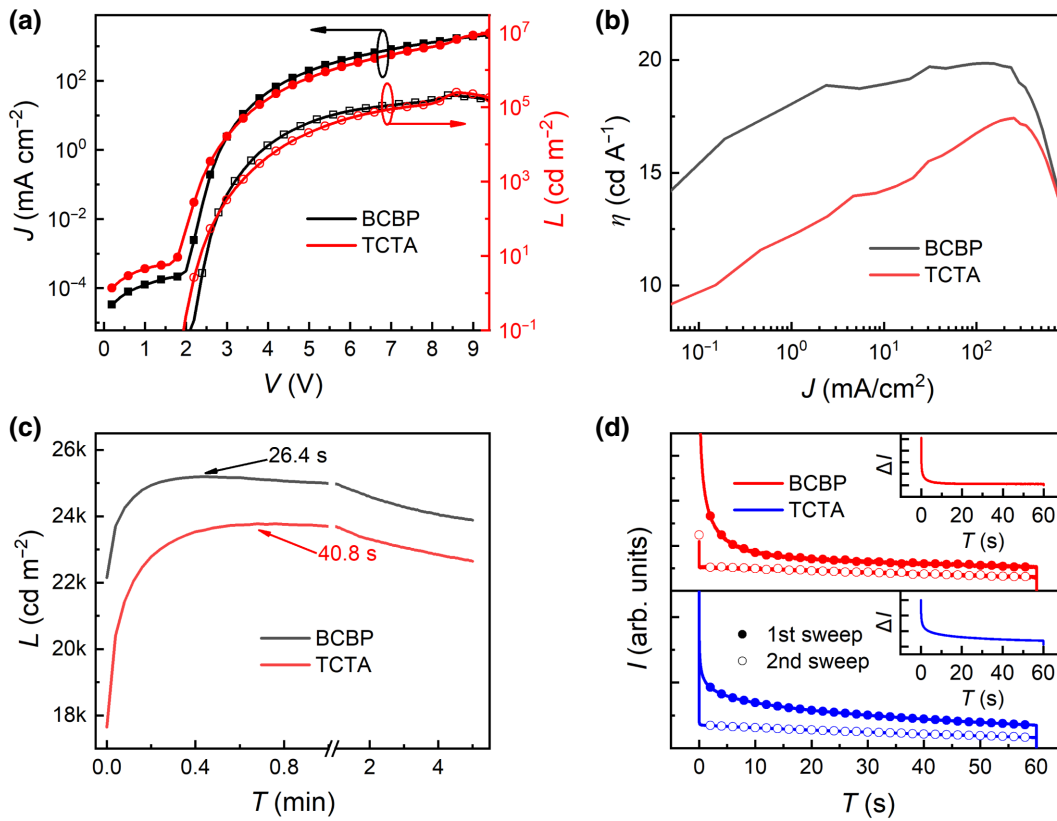 (a)
J (mA cm⁻²)
10²
10⁰
10⁻²
10⁻⁴
BCBP
TCTA
10⁷
10⁵
10³
10¹
10⁻¹
L (cd m⁻²)
0 1 2 3 4 5 6 7 8 9
V (V)
(b)
η (cd A⁻¹)
20
15
10
BCBP
TCTA
10⁻¹ 10⁰ 10¹ 10²
J (mA/cm²)
(c)
L (cd m⁻²)
26k
24k
22k
20k
18k
26.4 s
40.8 s
BCBP
TCTA
0.0 0.4 0.8 2 4
T (min)
(d)
I (arb. units)
BCBP
TCTA
ΔI
0 20 40 60
T (s)
1st sweep
2nd sweep
ΔI
0 20 40 60
T (s)
0 10 20 30 40 50 60
T (s)